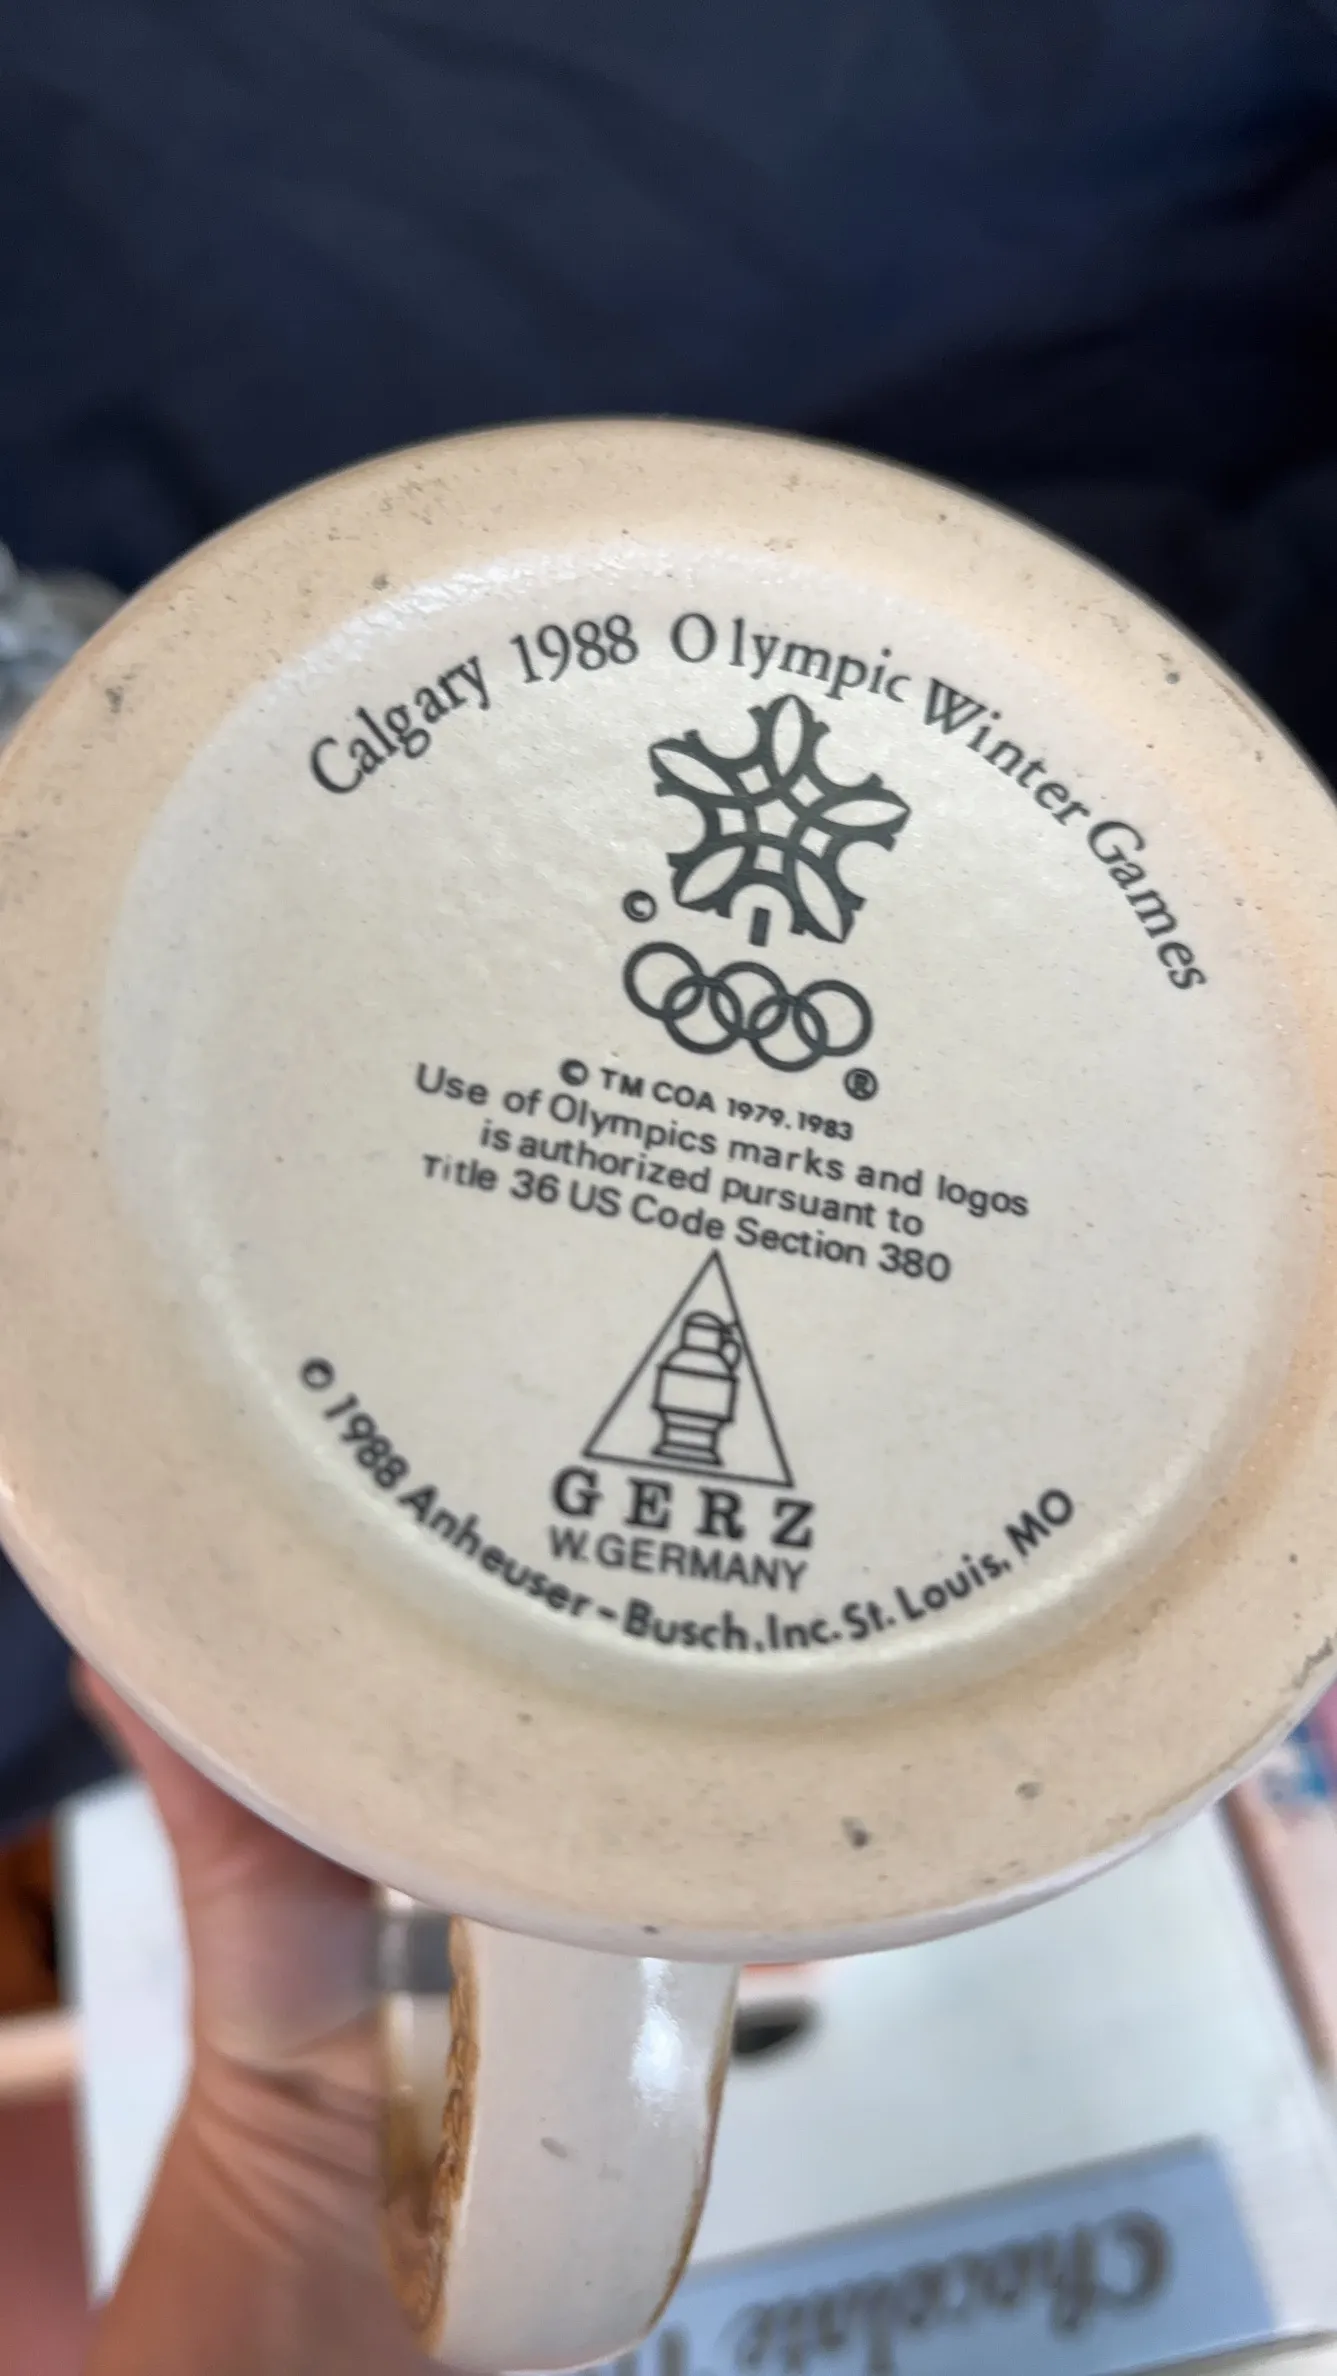 Calgary 1988 Olympic Winter Games
©
®
© TM COA 1979.1983
Use of Olympics marks and logos
is authorized pursuant to
Title 36 US Code Section 380
GERZ
W.GERMANY
© 1988 Anheuser-Busch, Inc. St. Louis, MO
Chocolate